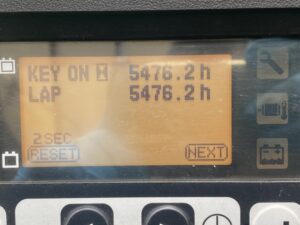 KEY ON 5476.2 h
LAP 5476.2 h
2SEC
RESET NEXT